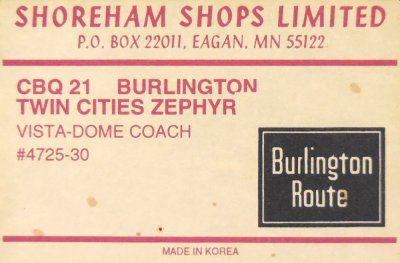 SHOREHAM SHOPS LIMITED
P.O. BOX 22011, EAGAN, MN 55122
CBQ 21 BURLINGTON
TWIN CITIES ZEPHYR
VISTA-DOME COACH
#4725-30
Burlington
Route
MADE IN KOREA